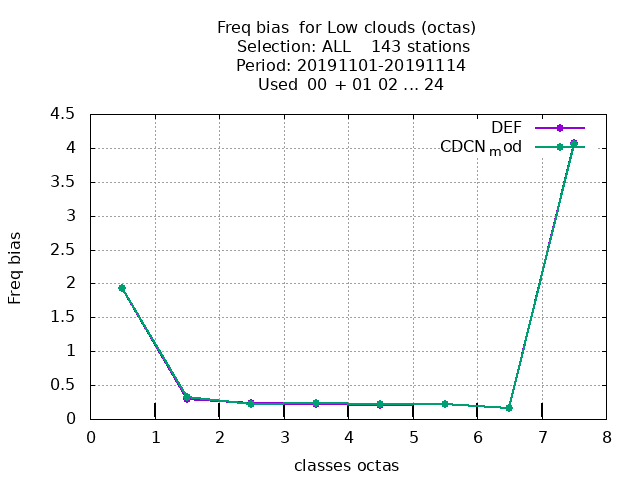 Freq bias  for Low clouds (octas)
Selection: ALL    143 stations
Period: 20191101-20191114
Used  00  + 01 02 ... 24
4.5
4
3.5
3
2.5
2
1.5
1
0.5
0
Freq bias
DEF
CDCNmod
0 1 2 3 4 5 6 7 8
classes octas